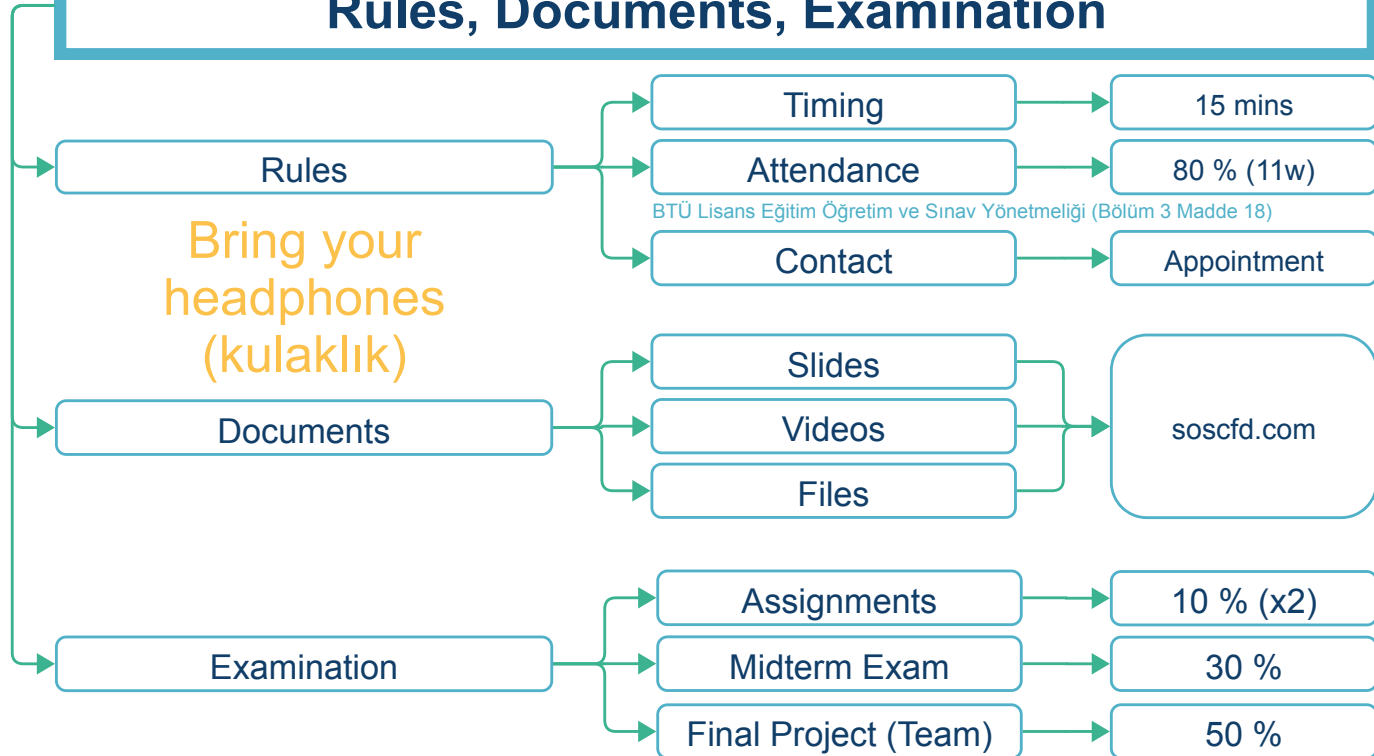 Rules, Documents, Examination
Timing
15 mins
Rules
Attendance
80 % (11w)
BTÜ Lisans Eğitim Öğretim ve Sınav Yönetmeliği (Bölüm 3 Madde 18)
Contact
Appointment
Bring your
headphones
(kulaklık)
Documents
Slides
Videos
Files
soscfd.com
Examination
Assignments
10 % (x2)
Midterm Exam
30 %
Final Project (Team)
50 %